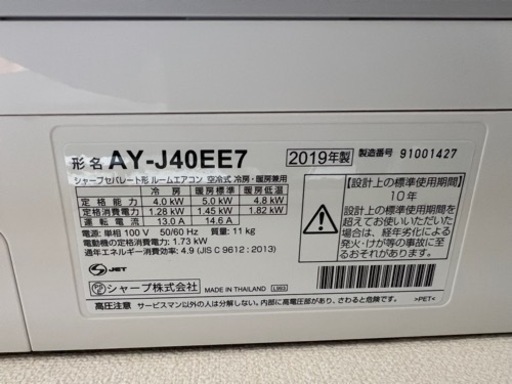 形名 AY-J40EE7 2019年製 製造番号 91001427
シャープセパレート形 ルームエアコン 空冷式 冷房・暖房兼用
冷房 暖房標準 暖房低温
定格能力 4.0 kW 5.0 kW 4.8 kW
定格消費電力 1.28 kW 1.45 kW 1.82 kW
運転電流 13.0 A 14.6 A
電源: 単相 100 V 50/60 Hz 質量: 11 kg
電動機の定格消費電力: 1.73 kW
通年エネルギー消費効率: 4.9 (JIS C 9612 : 2013)
【設計上の標準使用期間】
10年
設計上の標準使用期間を
超えてお使いいただいた
場合は、経年劣化による
発火・けが等の事故に至
るおそれがあります。
S JET
PSE シャープ株式会社 MADE IN THAILAND
>PET<
高圧注意 サービスマン以外の人は分解しない。内部に高電圧部があり、さわると危険です。